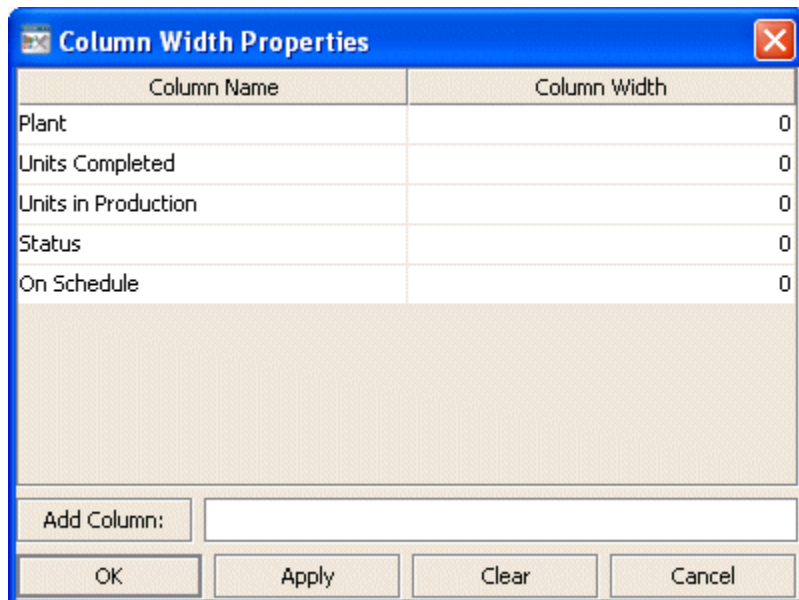 Column Width Properties
Column Name Column Width
Plant 0
Units Completed 0
Units in Production 0
Status 0
On Schedule 0
Add Column:
OK Apply Clear Cancel